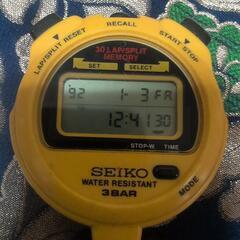 RECALL
LAP/SPLIT RESET
START STOP
30 LAP/SPLIT
MEMORY
SET SELECT
92 1- 3 FR
12:41 30
STOP-W. TIME
SEIKO
MODE
WATER RESISTANT
3BAR